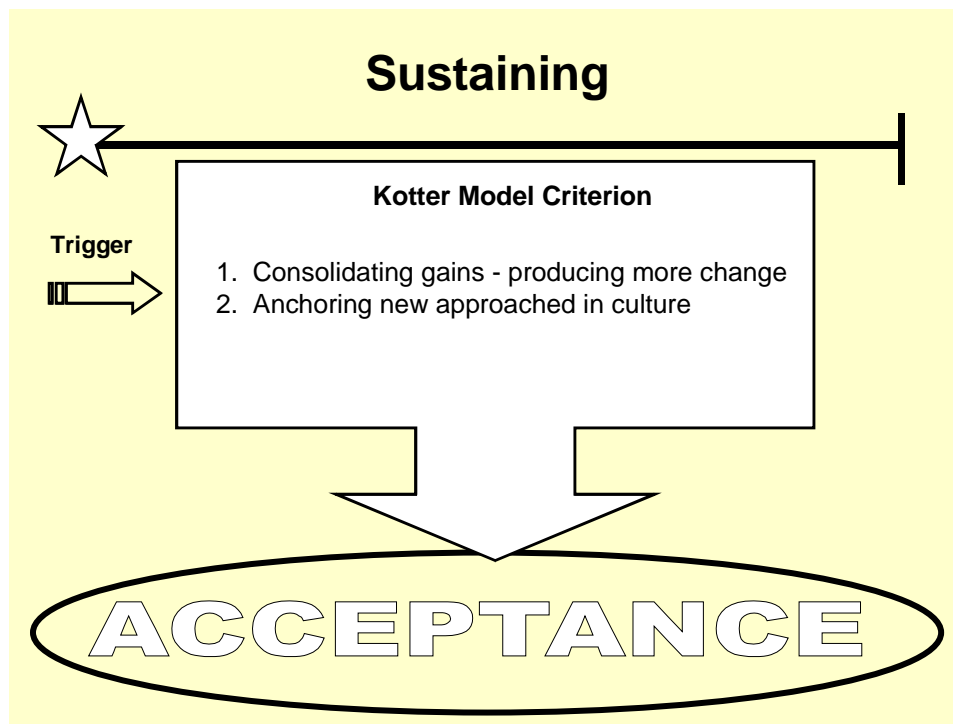 Sustaining
Kotter Model Criterion
Trigger
1. Consolidating gains - producing more change
2. Anchoring new approached in culture
ACCEPTANCE